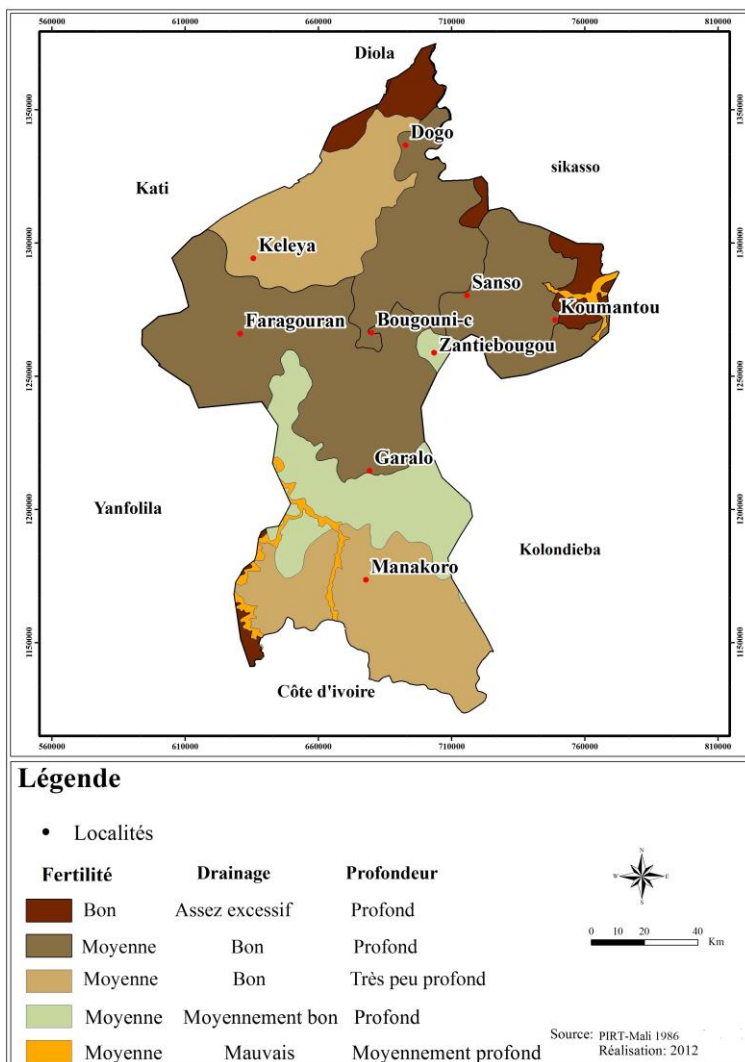 560000 610000 660000 710000 760000 810000
Diola
1350000
1350000
Dogo
sikasso
Kati
1300000
1300000
Keleya
Sanso
Koumantou
Faragouran
Bougouni-c
Zantiebougou
1250000
1250000
Garalo
Yanfolila
1200000
1200000
Kolondieba
Manakoro
1150000
1150000
Côte d'ivoire
560000 610000 660000 710000 760000 810000
Légende
Localités
Fertilité Drainage Profondeur
N
W E
S
Bon Assez excessif Profond
0 10 20 40
Km
Moyenne Bon Profond
Moyenne Bon Très peu profond
Moyenne Moyennement bon Profond
Moyenne Mauvais Moyennement profond
Source: PIRT-Mali 1986
Réalisation: 2012